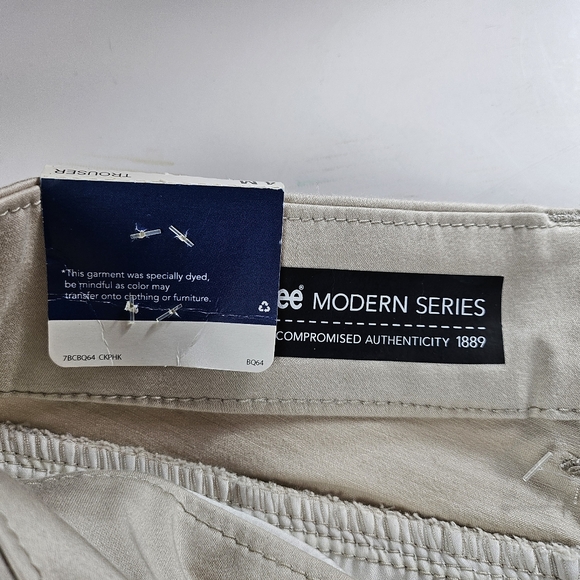 4 M
TROUSER
*This garment was specially dyed,
be mindful as color may
transfer onto clothing or furniture.
7BCBQ64 CKPHK
BQ64
ee® MODERN SERIES
COMPROMISED AUTHENTICITY 1889